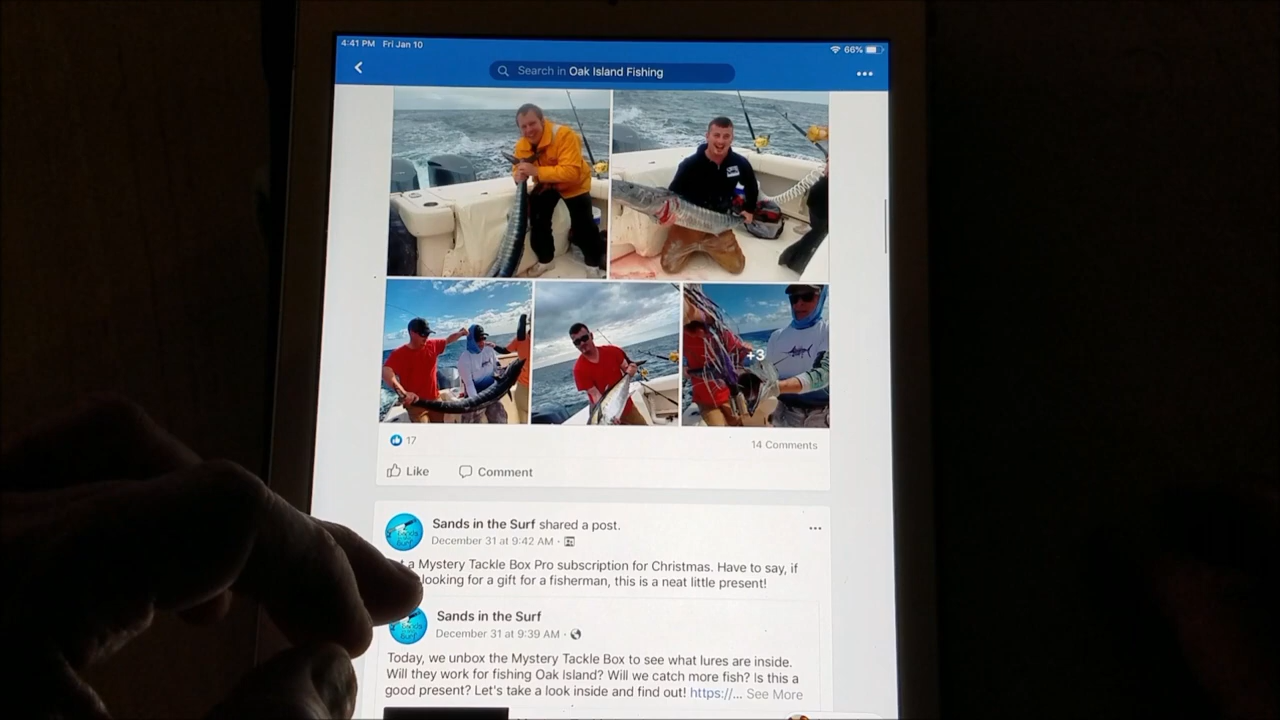 4:41 PM Fri Jan 10
66%
Search in Oak Island Fishing
+3
17
14 Comments
Like Comment
Sands in the Surf shared a post.
December 31 at 9:42 AM
a Mystery Tackle Box Pro subscription for Christmas. Have to say, if
looking for a gift for a fisherman, this is a neat little present!
Sands in the Surf
December 31 at 9:39 AM
Today, we unbox the Mystery Tackle Box to see what lures are inside.
Will they work for fishing Oak Island? Will we catch more fish? Is this a
good present? Let's take a look inside and find out! https://... See More